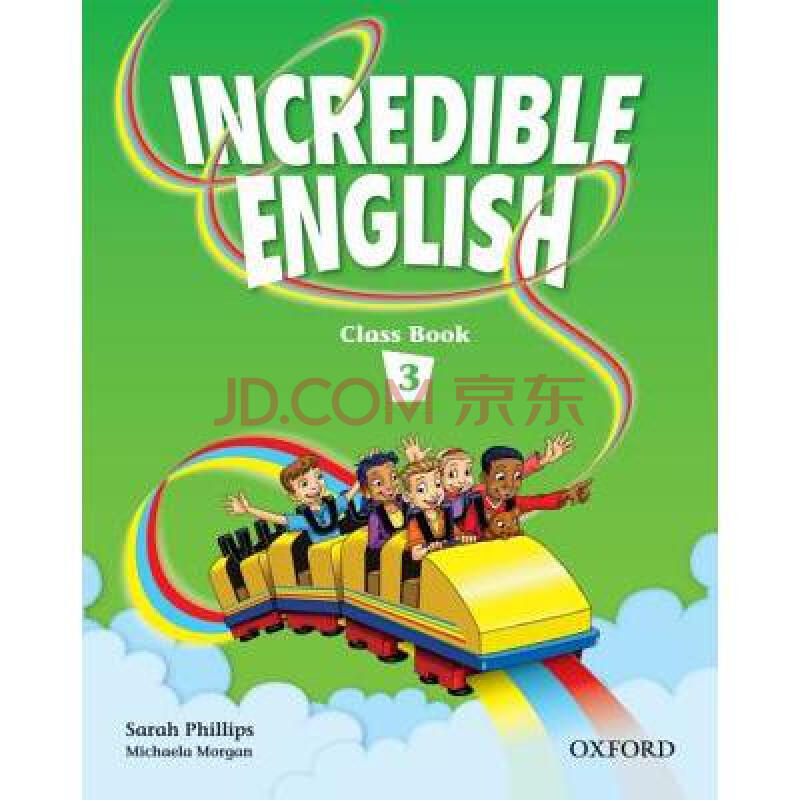 INCREDIBLE
ENGLISH
Class Book
3
JD.COM 京东
Sarah Phillips
Michaela Morgan
OXFORD